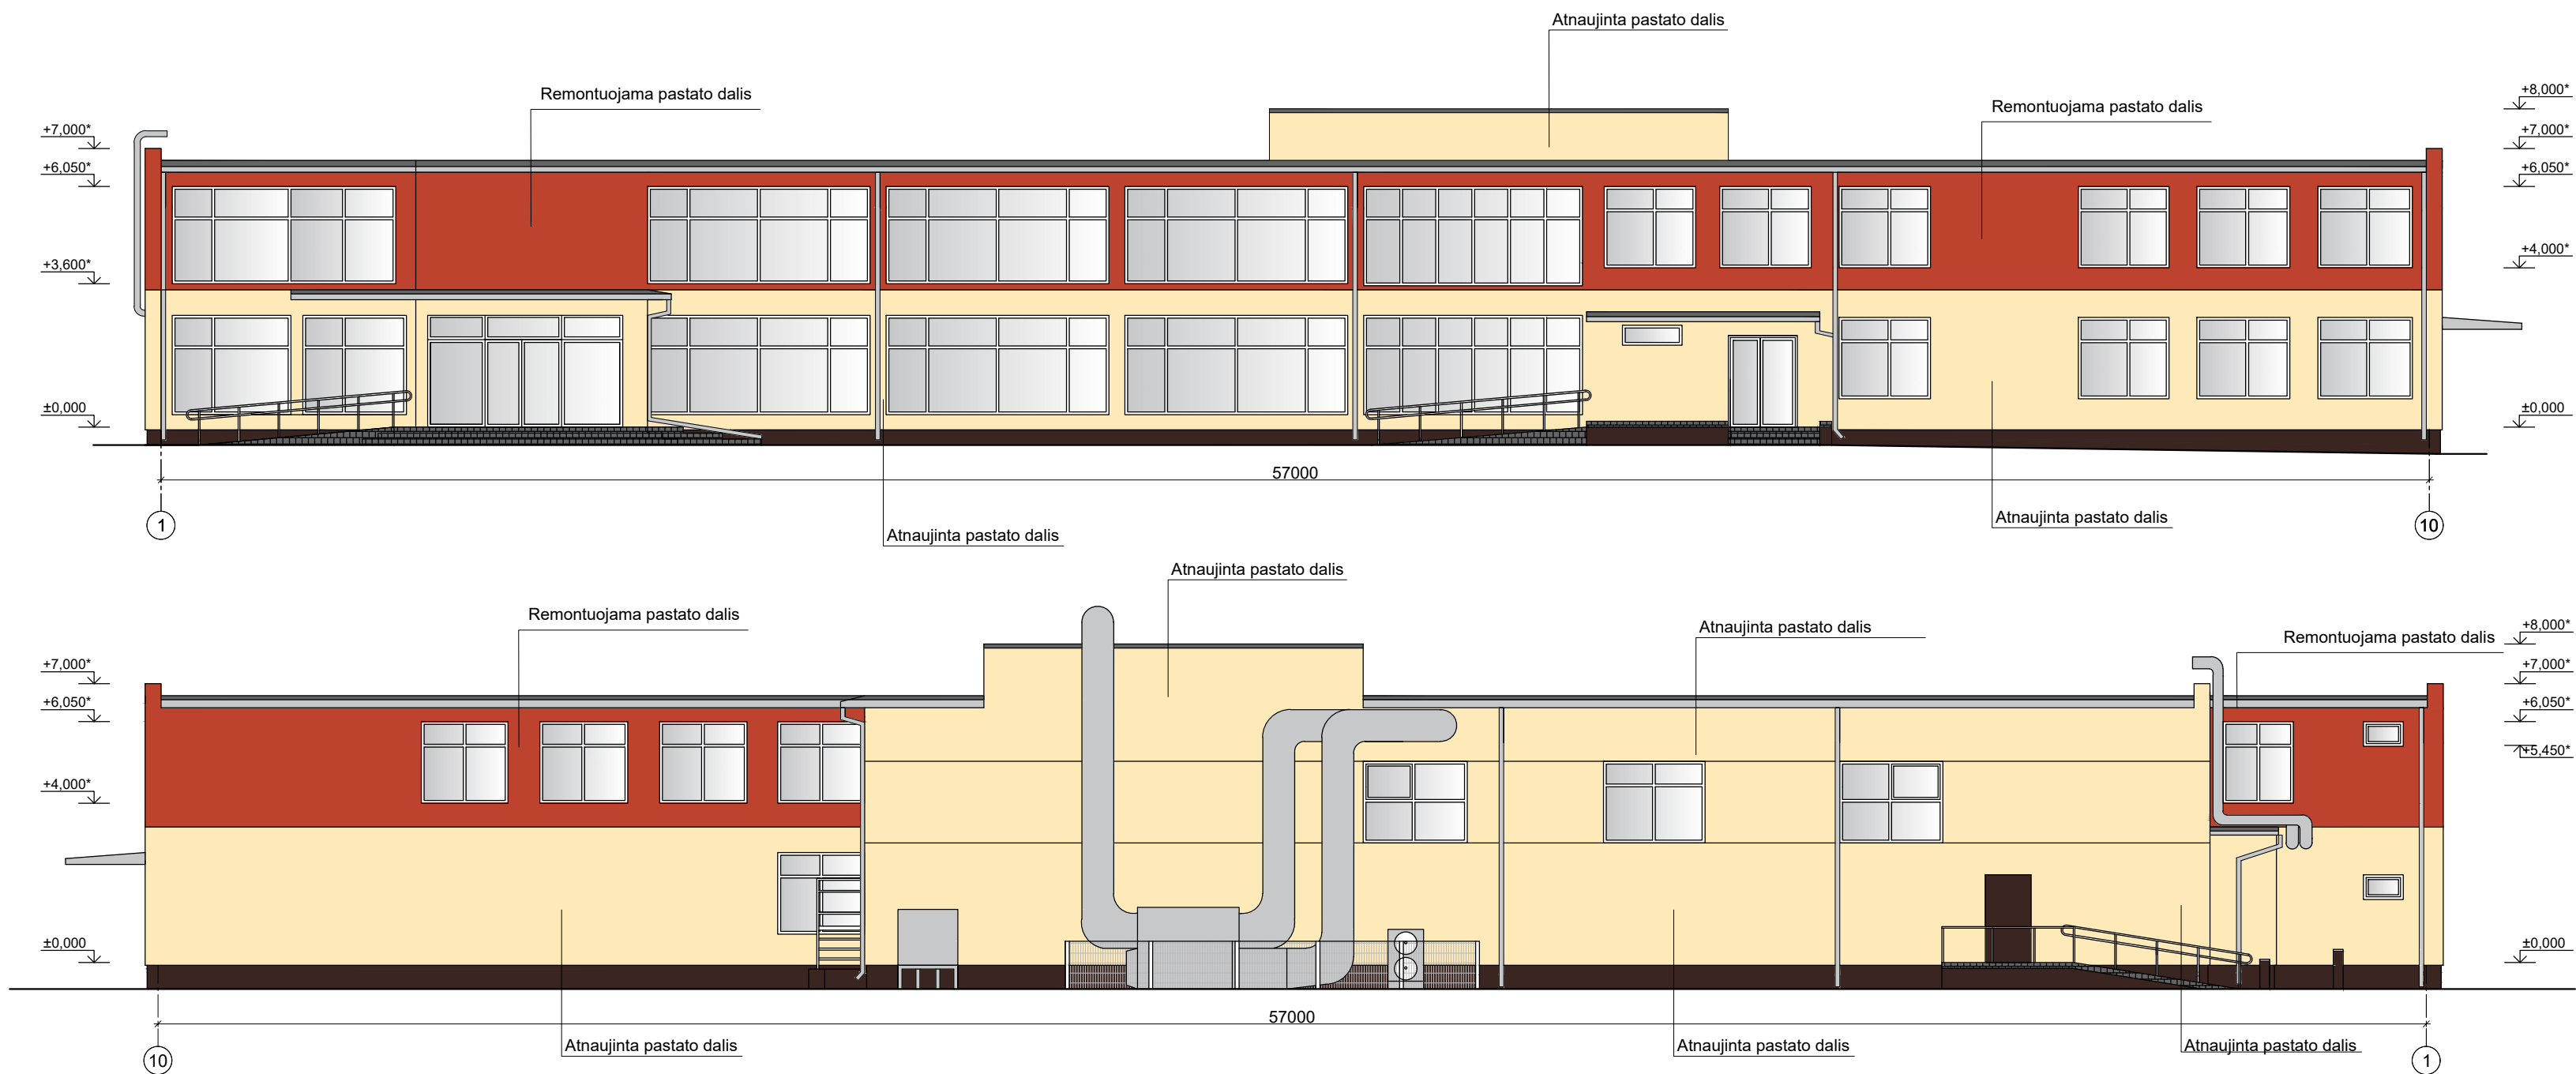 Atnaujinta pastato dalis
Remontuojama pastato dalis
Remontuojama pastato dalis
+8,000*
+7,000*
+7,000*
+6,050*
+6,050*
+3,600*
+4,000*
±0,000
±0,000
57000
1
10
Atnaujinta pastato dalis
Atnaujinta pastato dalis
Atnaujinta pastato dalis
Remontuojama pastato dalis
Atnaujinta pastato dalis
Remontuojama pastato dalis
+8,000*
+7,000*
+7,000*
+6,050*
+6,050*
+5,450*
+4,000*
±0,000
±0,000
57000
10
1
Atnaujinta pastato dalis
Atnaujinta pastato dalis
Atnaujinta pastato dalis